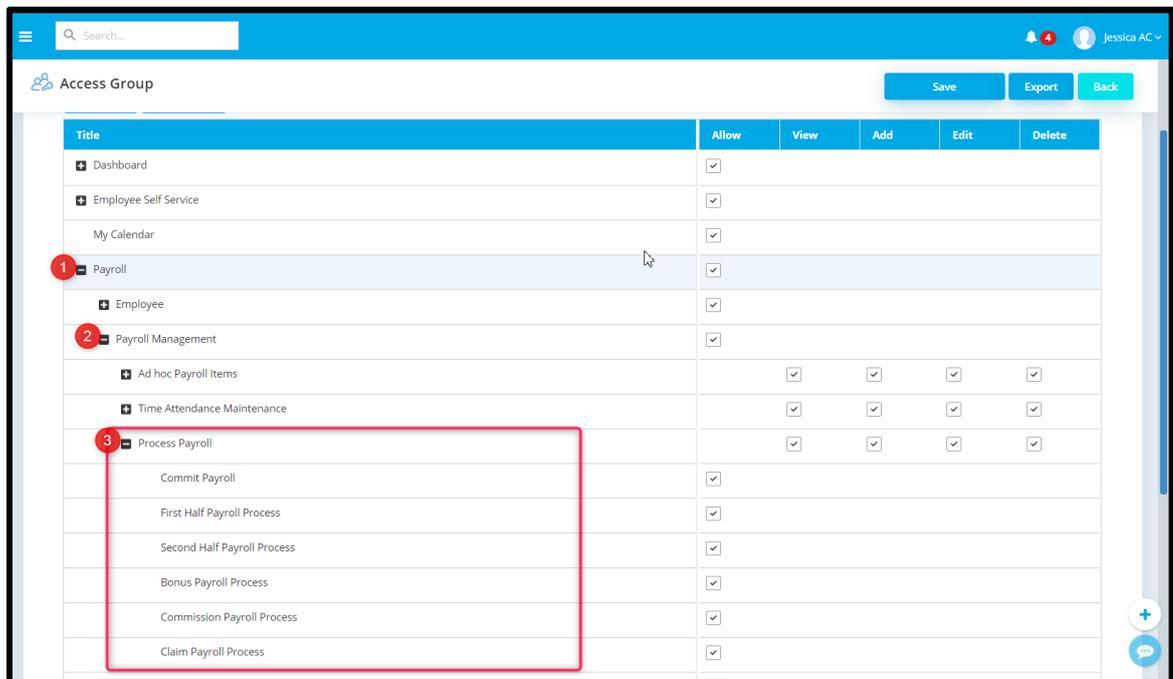 Search...
4
Jessica AC
Access Group
Save Export Back
Title Allow View Add Edit Delete
Dashboard
Employee Self Service
My Calendar
1 Payroll
Employee
2 Payroll Management
Ad hoc Payroll Items
Time Attendance Maintenance
3 Process Payroll
Commit Payroll
First Half Payroll Process
Second Half Payroll Process
Bonus Payroll Process
Commission Payroll Process
Claim Payroll Process